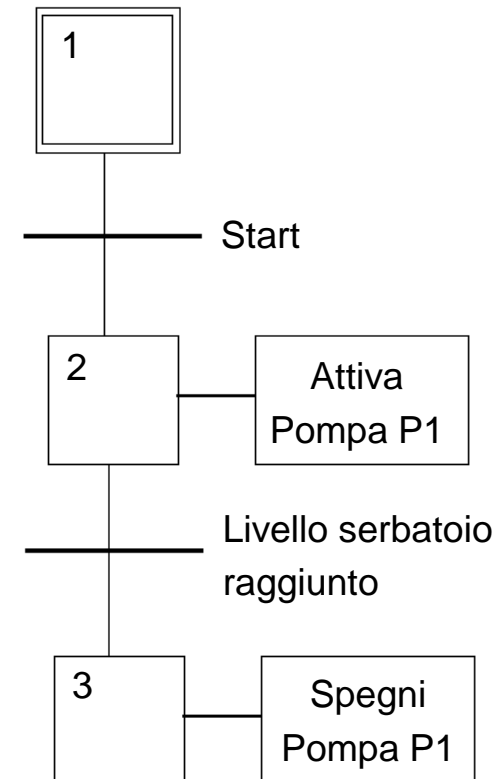 1
Start
2
Attiva
Pompa P1
Livello serbatoio
raggiunto
3
Spegni
Pompa P1